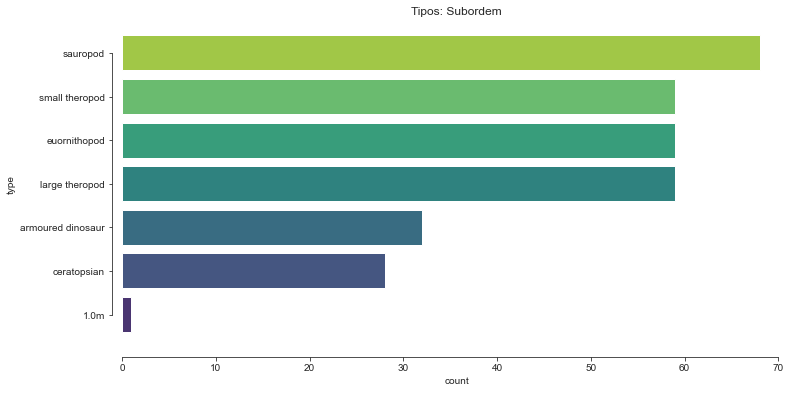 Tipos: Subordem
sauropod
small theropod
euornithopod
large theropod
armoured dinosaur
ceratopsian
1.0m
type
0 10 20 30 40 50 60 70
count